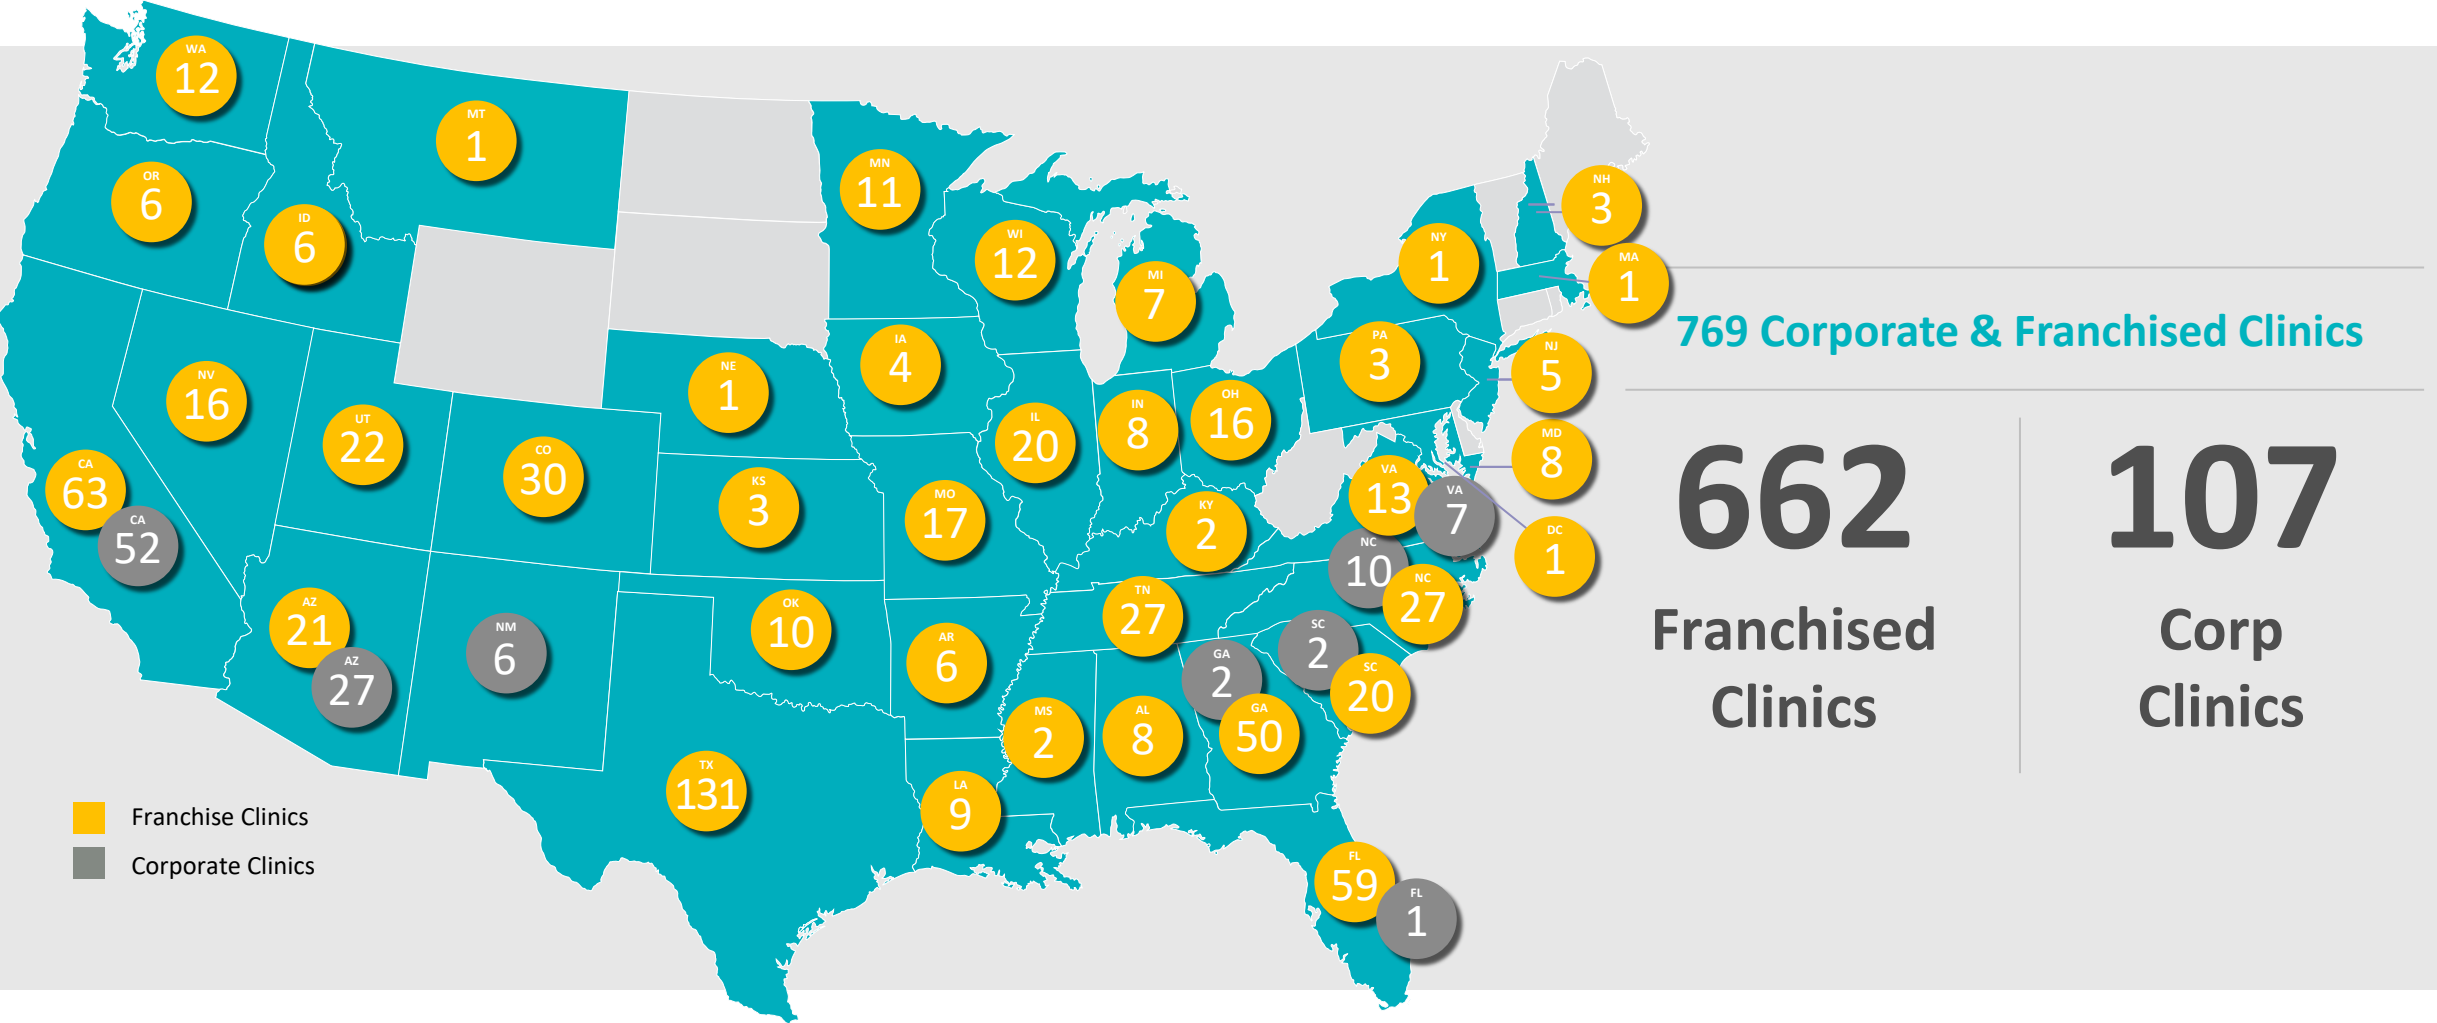 WA
12
MT
1
OR
6
ID
6
MN
11
WI
12
MI
7
NY
1
NH
3
MA
1
NV
16
UT
22
CO
30
NE
1
IA
4
IL
20
IN
8
OH
16
PA
3
NJ
5
MD
8
DC
1
CA
63
CA
52
KS
3
MO
17
KY
2
VA
13
VA
7
NC
10
NC
27
AZ
21
AZ
27
NM
6
OK
10
AR
6
TN
27
SC
2
SC
20
GA
2
GA
50
MS
2
AL
8
TX
131
LA
9
FL
59
FL
1
Franchise Clinics
Corporate Clinics
769 Corporate & Franchised Clinics
662
Franchised
Clinics
107
Corp
Clinics